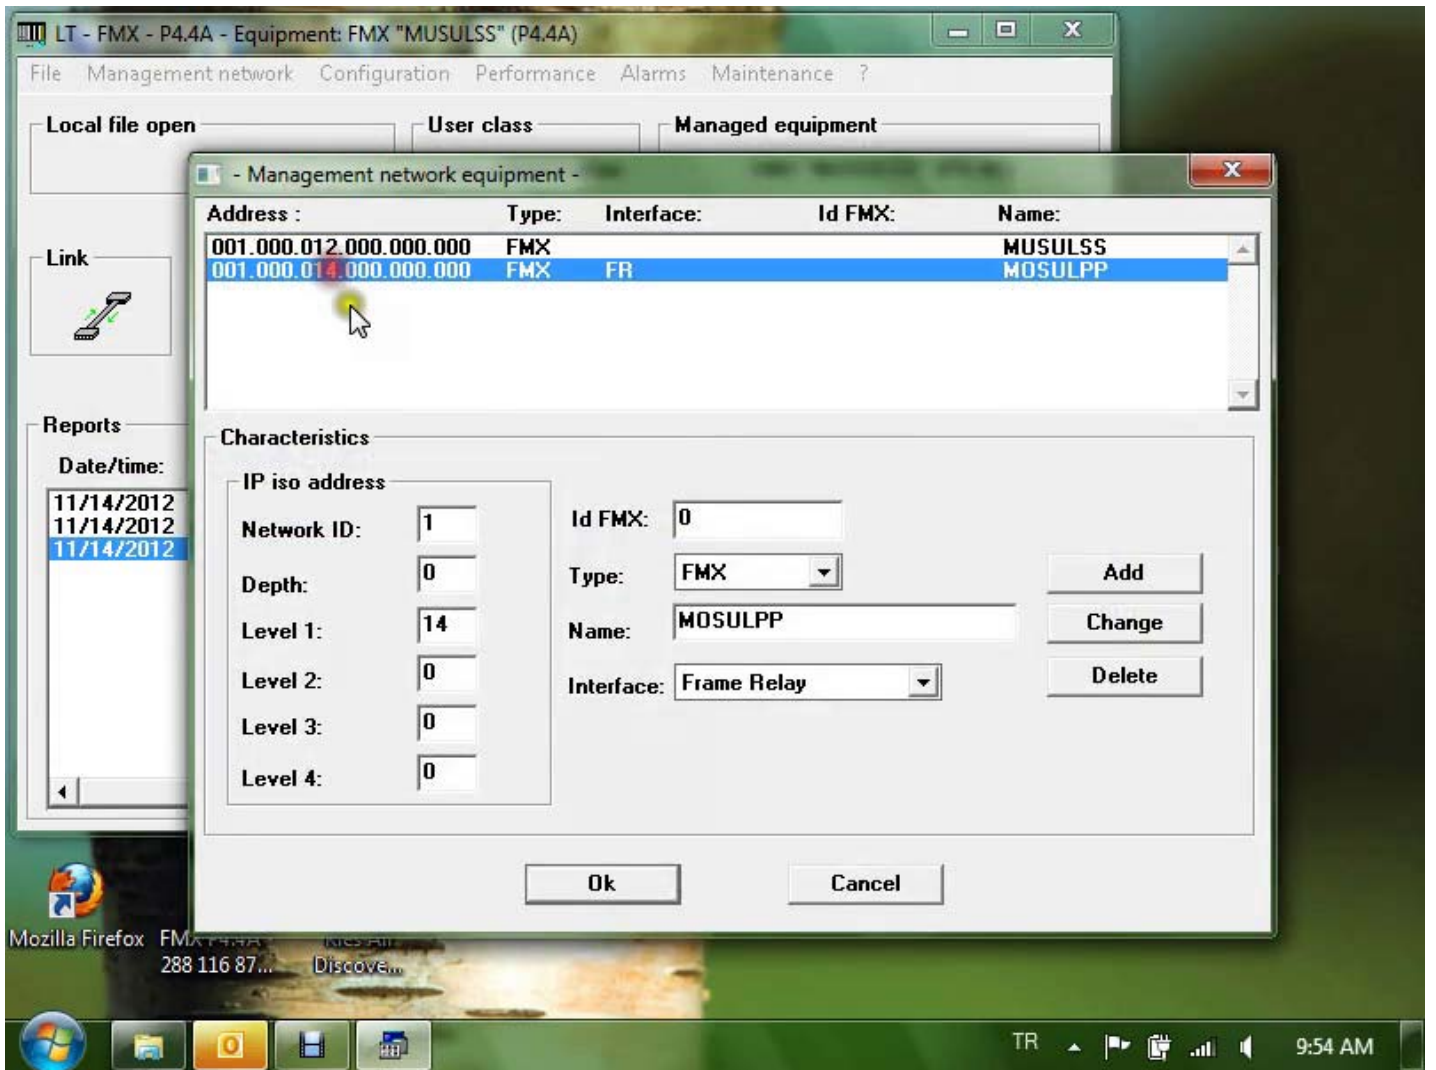 LT - FMX - P4.4A - Equipment: FMX "MUSULSS" (P4.4A)
File Management network Configuration Performance Alarms Maintenance ?
Local file open User class Managed equipment
- Management network equipment -
Address : Type: Interface: Id FMX: Name:
001.000.012.000.000.000 FMX MUSULSS
001.000.014.000.000.000 FMX FR MOSULPP
Link
Reports
Date/time:
11/14/2012
11/14/2012
11/14/2012
Characteristics
IP iso address
Network ID: 1
Depth: 0
Level 1: 14
Level 2: 0
Level 3: 0
Level 4: 0
Id FMX: 0
Type: FMX
Name: MOSULPP
Interface: Frame Relay
Add
Change
Delete
Ok Cancel
Mozilla Firefox
FMX P4.4A -
288 116 87...
Discove...
TR 9:54 AM